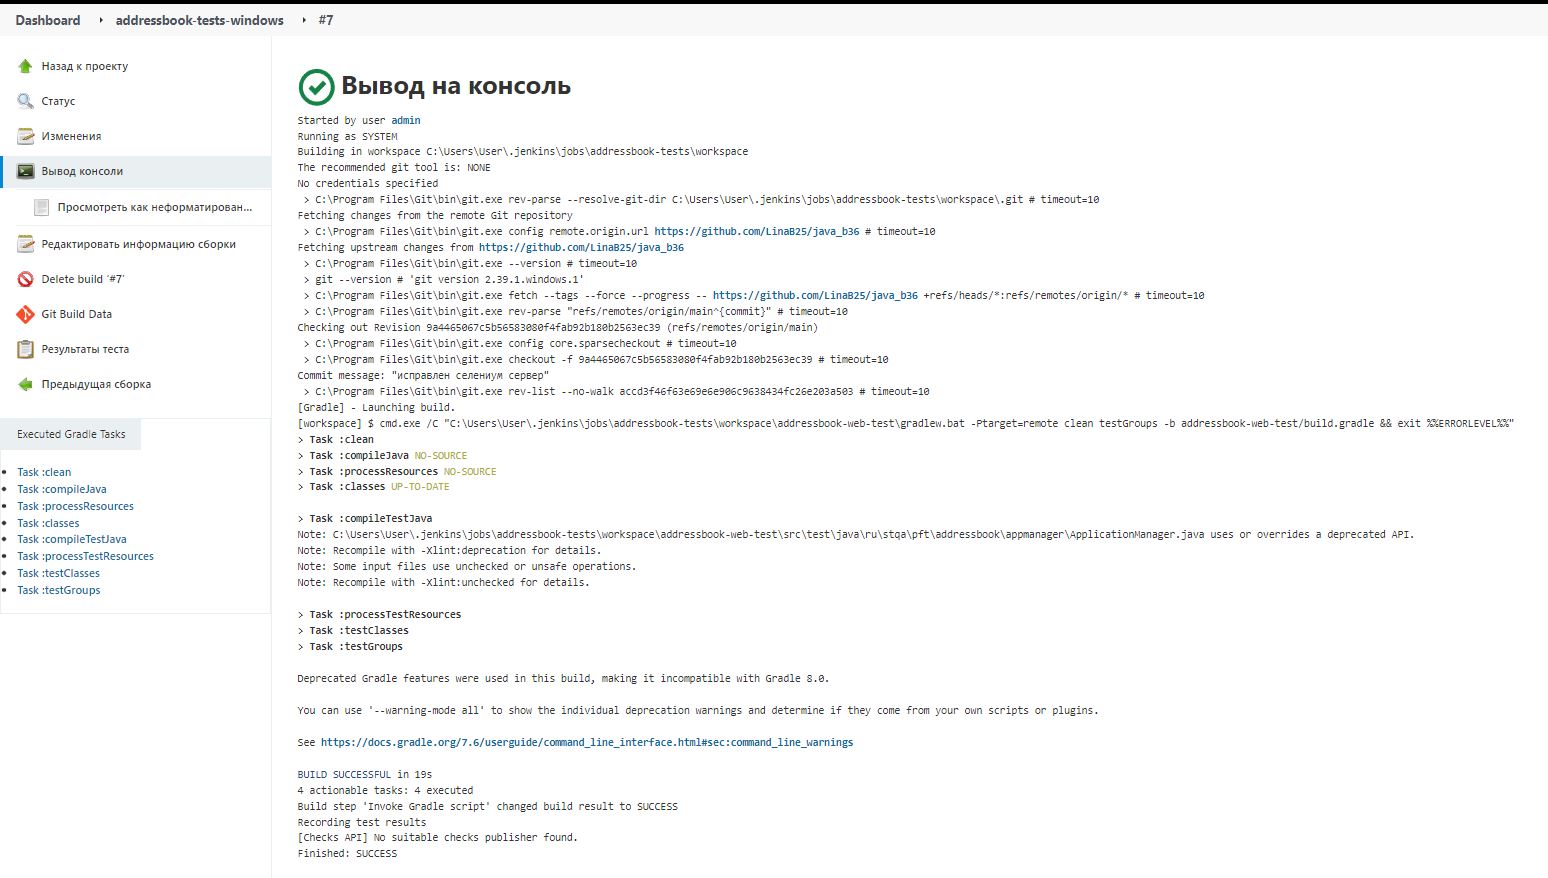 Dashboard addressbook-tests-windows #7
Назад к проекту
Статус
Изменения
Вывод консоли
Просмотреть как неформатирован...
Редактировать информацию сборки
Delete build ‘#7’
Git Build Data
Результаты теста
Предыдущая сборка
Executed Gradle Tasks
Task :clean
Task :compileJava
Task :processResources
Task :classes
Task :compileTestJava
Task :processTestResources
Task :testClasses
Task :testGroups
Вывод на консоль
Started by user admin
Running as SYSTEM
Building in workspace C:\Users\User\.jenkins\jobs\addressbook-tests\workspace
The recommended git tool is: NONE
No credentials specified
> C:\Program Files\Git\bin\git.exe rev-parse --resolve-git-dir C:\Users\User\.jenkins\jobs\addressbook-tests\workspace\.git # timeout=10
Fetching changes from the remote Git repository
> C:\Program Files\Git\bin\git.exe config remote.origin.url https://github.com/LinaB25/java_b36 # timeout=10
Fetching upstream changes from https://github.com/LinaB25/java_b36
> C:\Program Files\Git\bin\git.exe --version # timeout=10
> git --version # 'git version 2.39.1.windows.1'
> C:\Program Files\Git\bin\git.exe fetch --tags --force --progress -- https://github.com/LinaB25/java_b36 +refs/heads/*:refs/remotes/origin/* # timeout=10
> C:\Program Files\Git\bin\git.exe rev-parse "refs/remotes/origin/main^{commit}" # timeout=10
Checking out Revision 9a4465067c5b56583080f4fab92b180b2563ec39 (refs/remotes/origin/main)
> C:\Program Files\Git\bin\git.exe config core.sparsecheckout # timeout=10
> C:\Program Files\Git\bin\git.exe checkout -f 9a4465067c5b56583080f4fab92b180b2563ec39 # timeout=10
Commit message: "исправлен селениум сервер"
> C:\Program Files\Git\bin\git.exe rev-list --no-walk accd3f46f63e69e6e906c9638434fc26e203a503 # timeout=10
[Gradle] - Launching build.
[workspace] $ cmd.exe /C "C:\Users\User\.jenkins\jobs\addressbook-tests\workspace\addressbook-web-test\gradlew.bat -Ptarget=remote clean testGroups -b addressbook-web-test/build.gradle && exit %%ERRORLEVEL%%"
> Task :clean
> Task :compileJava NO-SOURCE
> Task :processResources NO-SOURCE
> Task :classes UP-TO-DATE
> Task :compileTestJava
Note: C:\Users\User\.jenkins\jobs\addressbook-tests\workspace\addressbook-web-test\src\test\java\ru\stqa\pft\addressbook\appmanager\ApplicationManager.java uses or overrides a deprecated API.
Note: Recompile with -Xlint:deprecation for details.
Note: Some input files use unchecked or unsafe operations.
Note: Recompile with -Xlint:unchecked for details.
> Task :processTestResources
> Task :testClasses
> Task :testGroups
Deprecated Gradle features were used in this build, making it incompatible with Gradle 8.0.
You can use '--warning-mode all' to show the individual deprecation warnings and determine if they come from your own scripts or plugins.
See https://docs.gradle.org/7.6/userguide/command_line_interface.html#sec:command_line_warnings
BUILD SUCCESSFUL in 19s
4 actionable tasks: 4 executed
Build step 'Invoke Gradle script' changed build result to SUCCESS
Recording test results
[Checks API] No suitable checks publisher found.
Finished: SUCCESS